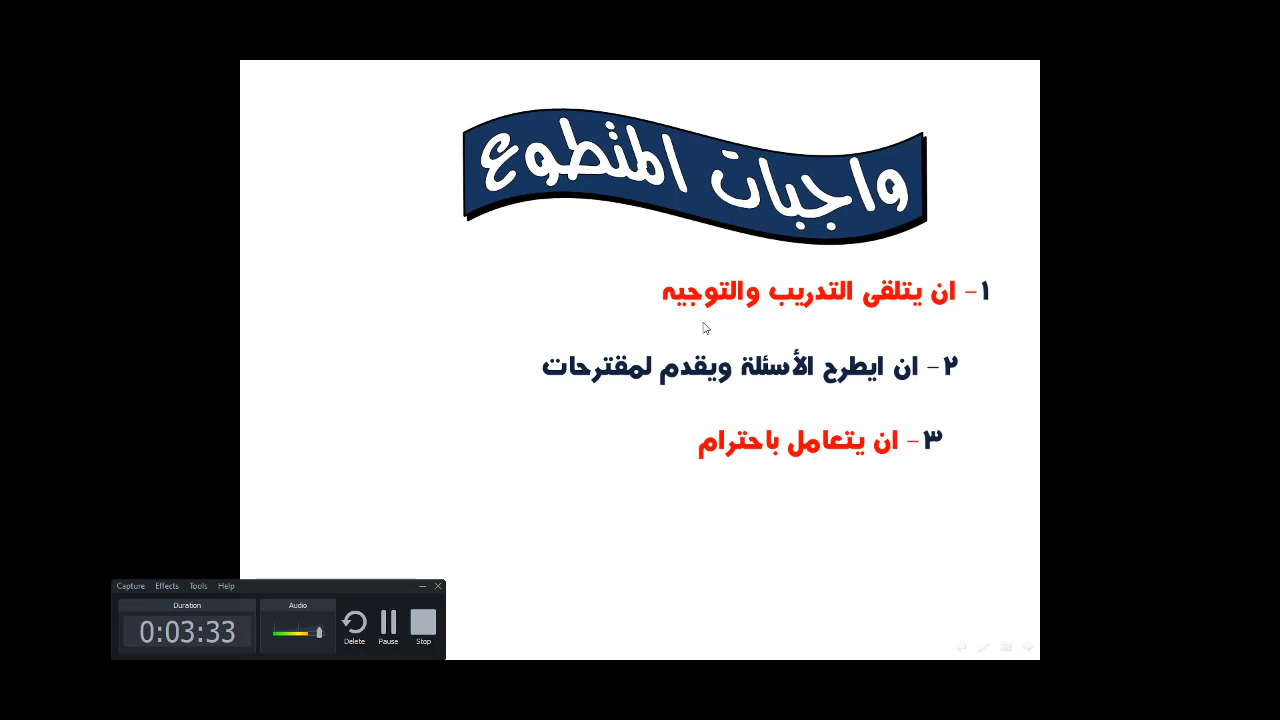 واجبات المتطوع
١- ان يتلقى التدريب والتوجيه
٢- ان ايطرح الأسئلة ويقدم لمقترحات
٣- ان يتعامل باحترام
Capture Effects Tools Help
Duration Audio
0:03:33
Delete Pause Stop